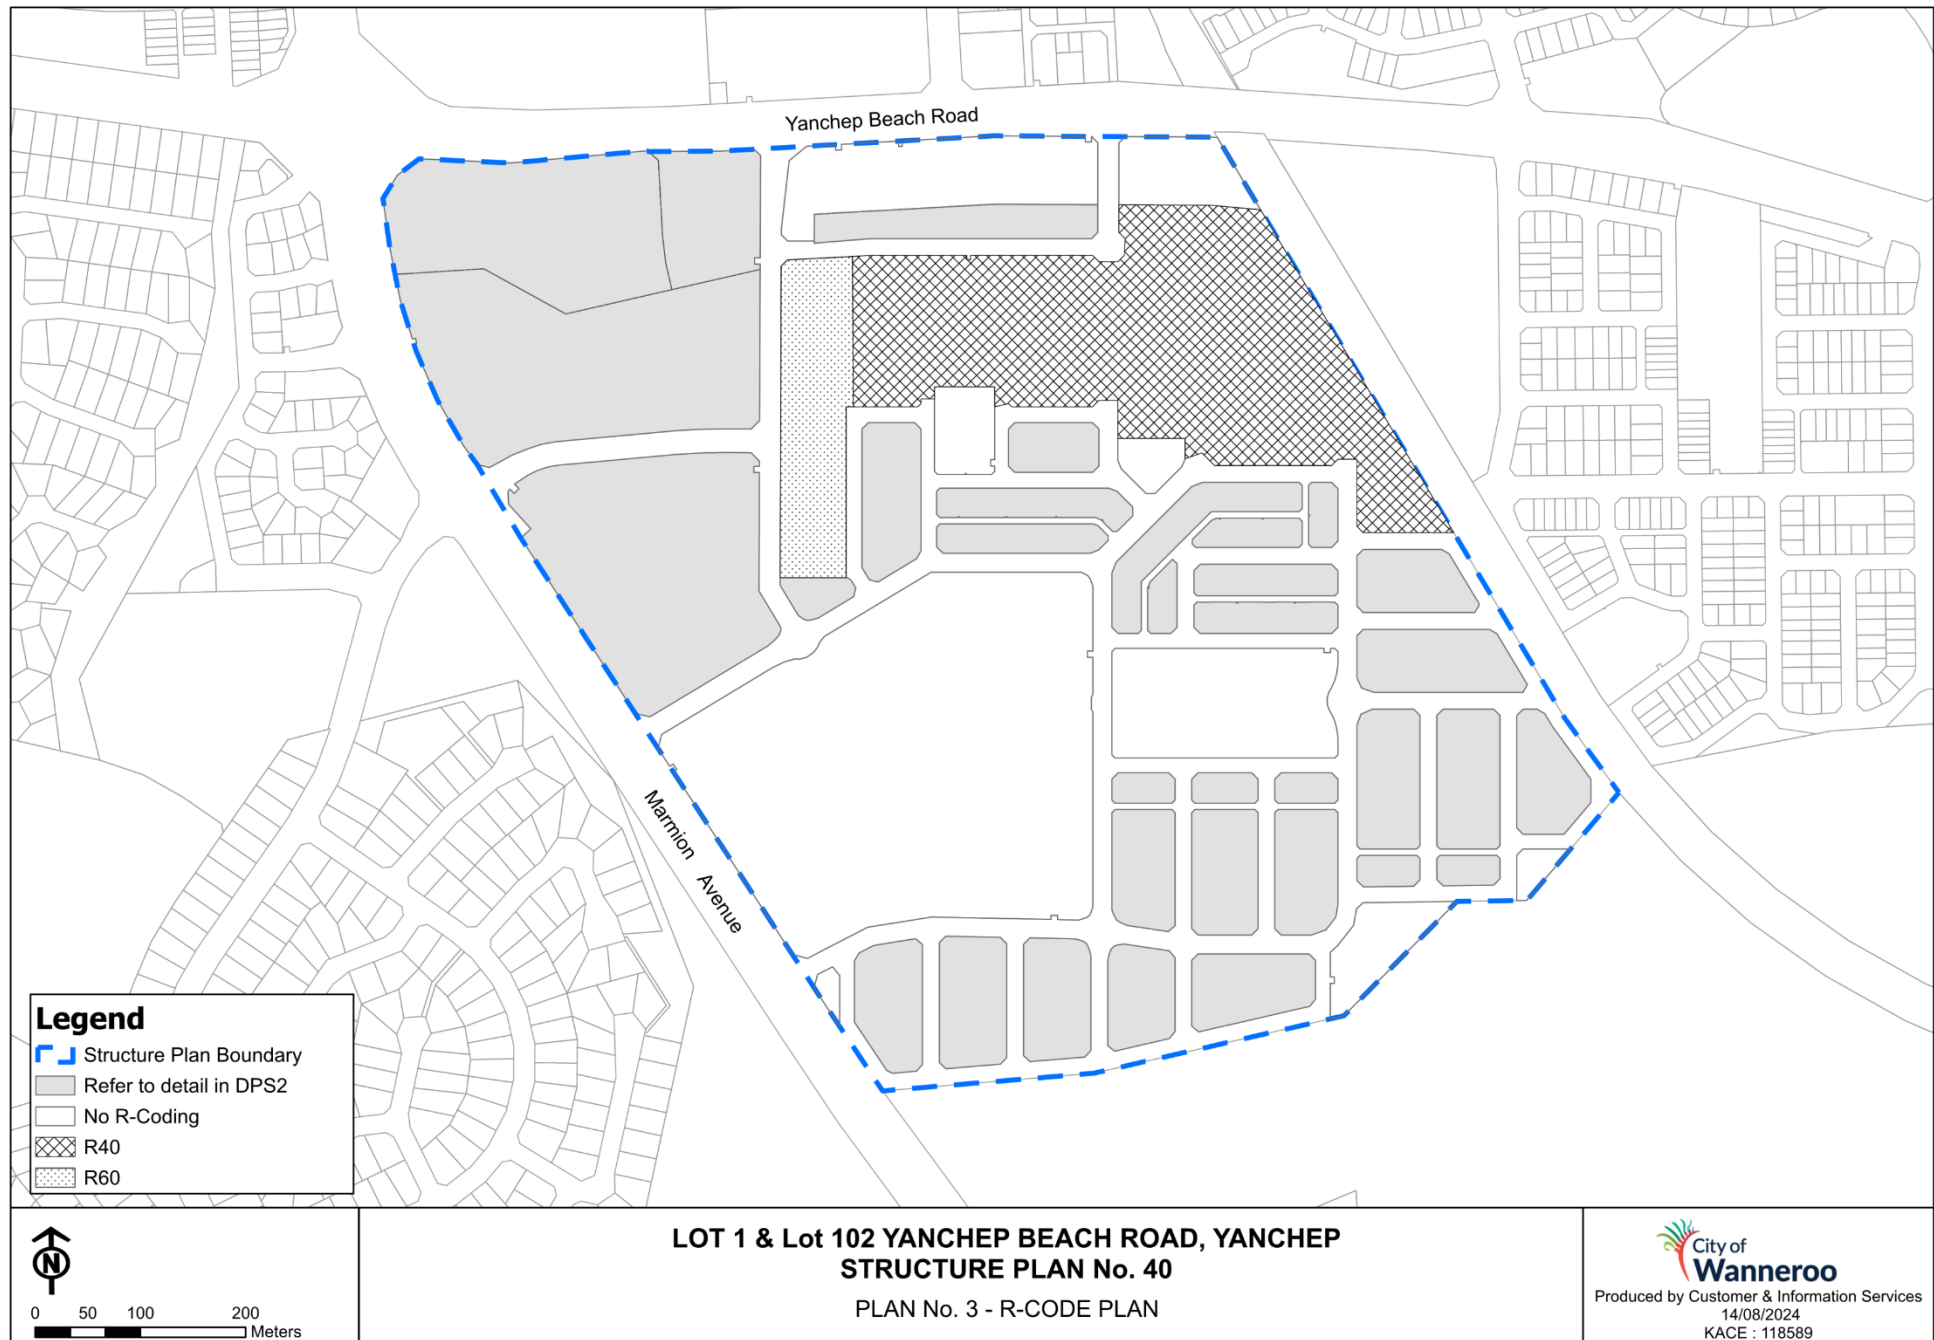 Yanchep Beach Road
Marmion Avenue
Legend
Structure Plan Boundary
Refer to detail in DPS2
No R-Coding
R40
R60
N
0 50 100 200
Meters
LOT 1 & Lot 102 YANCHEP BEACH ROAD, YANCHEP
STRUCTURE PLAN No. 40
PLAN No. 3 - R-CODE PLAN
City of
Wanneroo
Produced by Customer & Information Services
14/08/2024
KACE : 118589